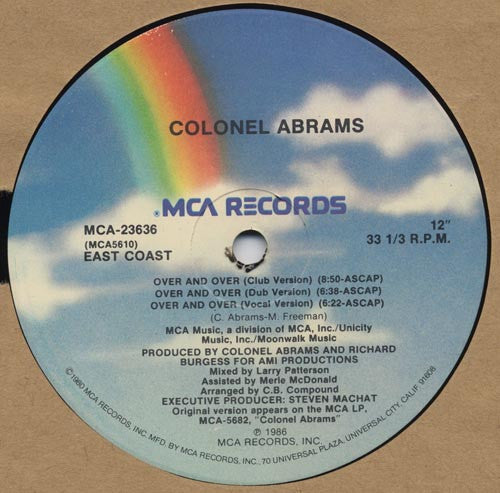 COLONEL ABRAMS
®MCA RECORDS
MCA-23636
(MCA5610)
EAST COAST
12"
33 1/3 R.P.M.
OVER AND OVER (Club Version) (8:50-ASCAP)
OVER AND OVER (Dub Version) (6:38-ASCAP)
OVER AND OVER (Vocal Version) (6:22-ASCAP)
(C. Abrams-M. Freeman)
MCA Music, a division of MCA, Inc./Unicity
Music, Inc./Moonwalk Music
PRODUCED BY COLONEL ABRAMS AND RICHARD
BURGESS FOR AMI PRODUCTIONS
Mixed by Larry Patterson
Assisted by Merie McDonald
Arranged by C.B. Compound
EXECUTIVE PRODUCER: STEVEN MACHAT
Original version appears on the MCA LP,
MCA-5682, "Colonel Abrams"
℗ 1986
MCA RECORDS, INC.
©1980 MCA RECORDS, INC. MFD. BY MCA RECORDS, INC., 70 UNIVERSAL PLAZA, UNIVERSAL CITY, CALIF. 91608